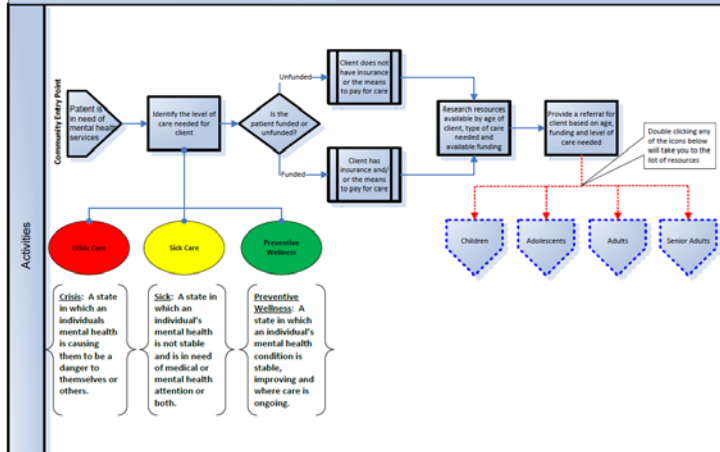 Activities
Community Entry Point
Patient is
in need of
mental health
services
Identify the level of
care needed for
client
Is the
patient funded or
unfunded?
Unfunded
Funded
Client does not
have insurance
or the means
to pay for care
Client has
insurance and/
or the means
to pay for care
Research resources
available by age of
client, type of care
needed and
available funding
Provide a referral for
client based on age,
funding and level of
care needed
Double clicking any
of the icons below
will take you to the
list of resources
Children
Adolescents
Adults
Senior Adults
Crisis Care
Sick Care
Preventive
Wellness
Crisis: A state
in which an
individuals
mental health
is causing
them to be a
danger to
themselves or
others.
Sick: A state in
which an
individual's
mental health
is not stable
and is in need
of medical or
mental health
attention or
both.
Preventive
Wellness: A
state in which
an individual's
mental health
condition is
stable,
improving and
where care is
ongoing.